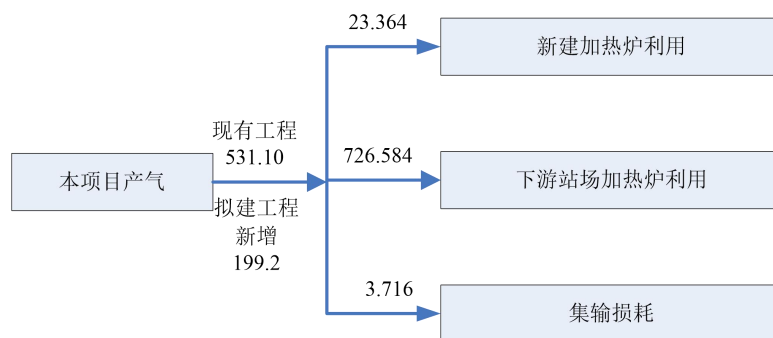 23.364
新建加热炉利用
现有工程
531.10
726.584
本项目产气
下游站场加热炉利用
拟建工程
新增
199.2
3.716
集输损耗